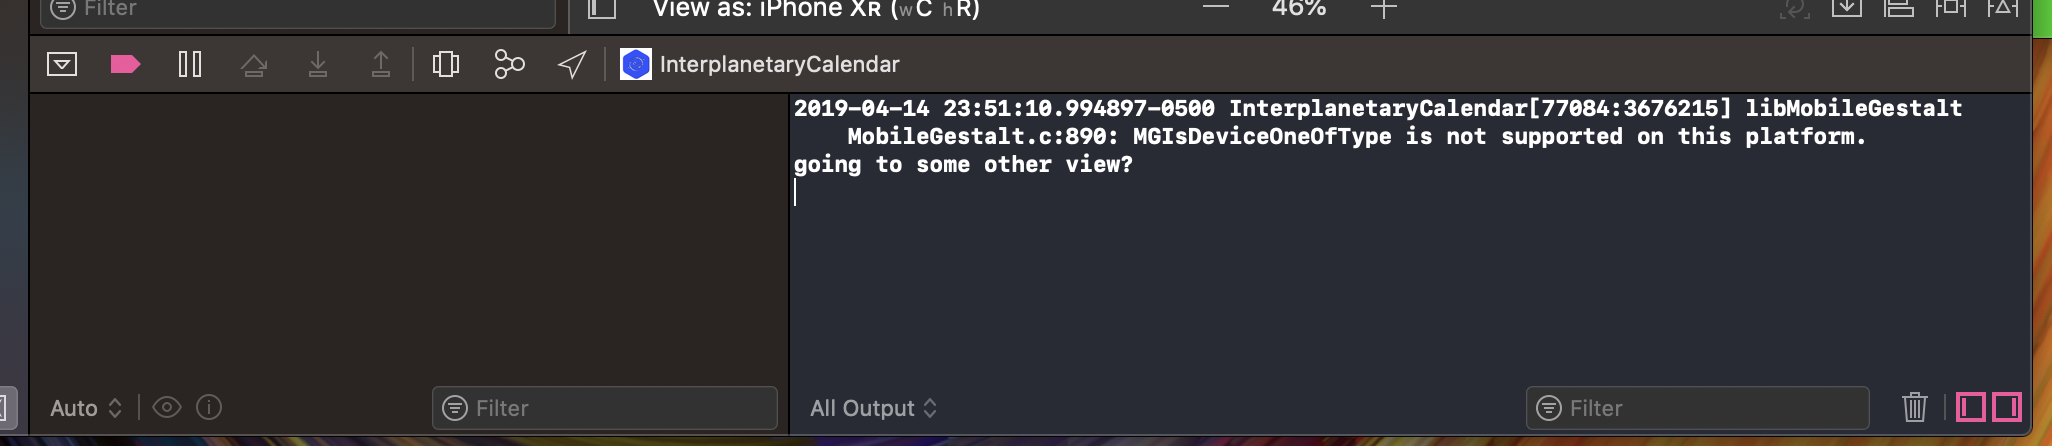 Filter
View as: iPhone XR (wC hR)
46%
InterplanetaryCalendar
2019-04-14 23:51:10.994897-0500 InterplanetaryCalendar[77084:3676215] libMobileGestalt
MobileGestalt.c:890: MGIsDeviceOneOfType is not supported on this platform.
going to some other view?
Auto
Filter
All Output
Filter